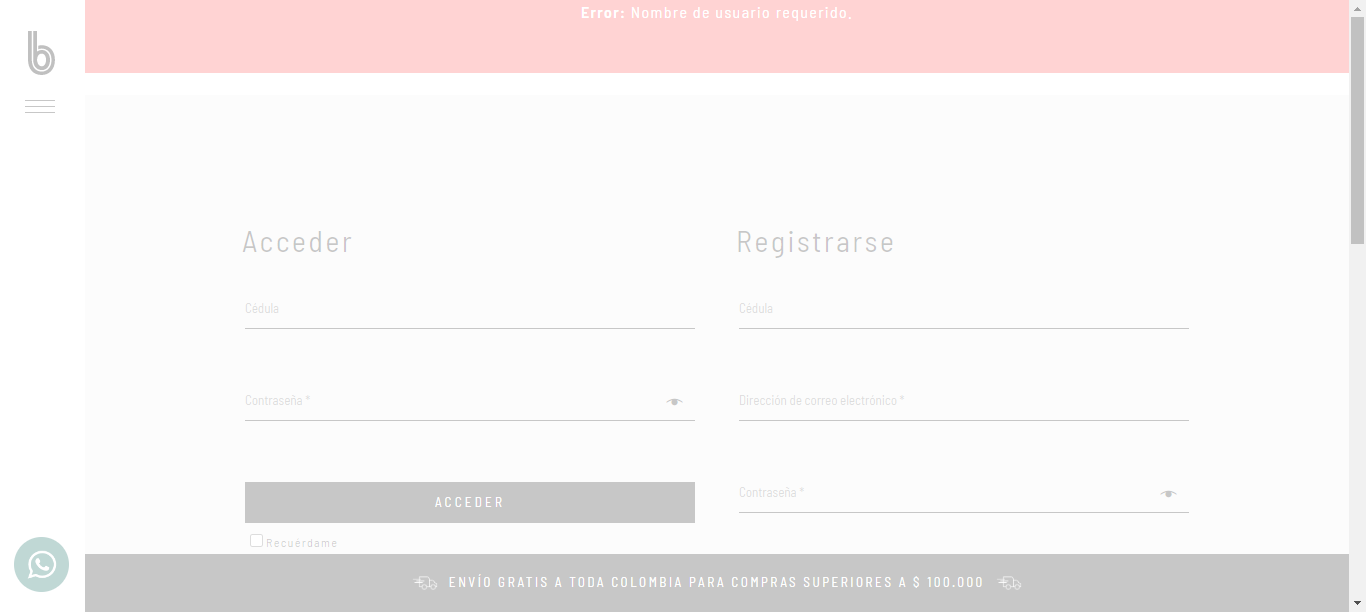 Error: Nombre de usuario requerido.
b
Acceder
Cédula
Contraseña *
ACCEDER
Recuérdame
Registrarse
Cédula
Dirección de correo electrónico *
Contraseña *
ENVÍO GRATIS A TODA COLOMBIA PARA COMPRAS SUPERIORES A $ 100.000